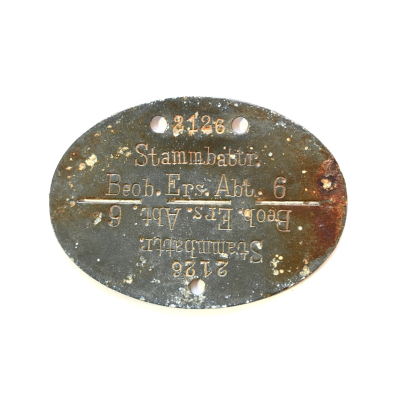 2126
Stammbattr.
Beob. Ers. Abt. 6
Beob. Ers. Abt. 6
Stammbattr.
2126